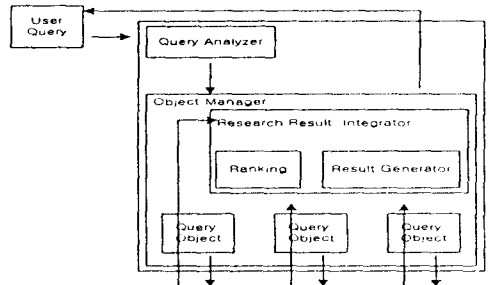 User
Query
Query Analyzer
Object Manager
Research Result Integrator
Ranking
Result Generator
Query
Object
Query
Object
Query
Object